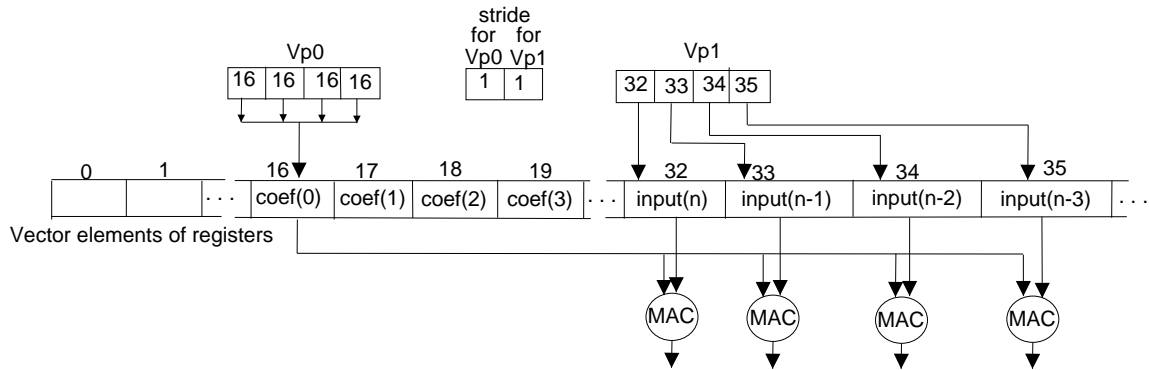 stride
for for
Vp0 Vp1
1 1
Vp0
16 16 16 16
Vp1
32 33 34 35
0 1 16 17 18 19 32 33 34 35
. . . coef(0) coef(1) coef(2) coef(3) . . . input(n) input(n-1) input(n-2) input(n-3) . . .
Vector elements of registers
MAC MAC MAC MAC